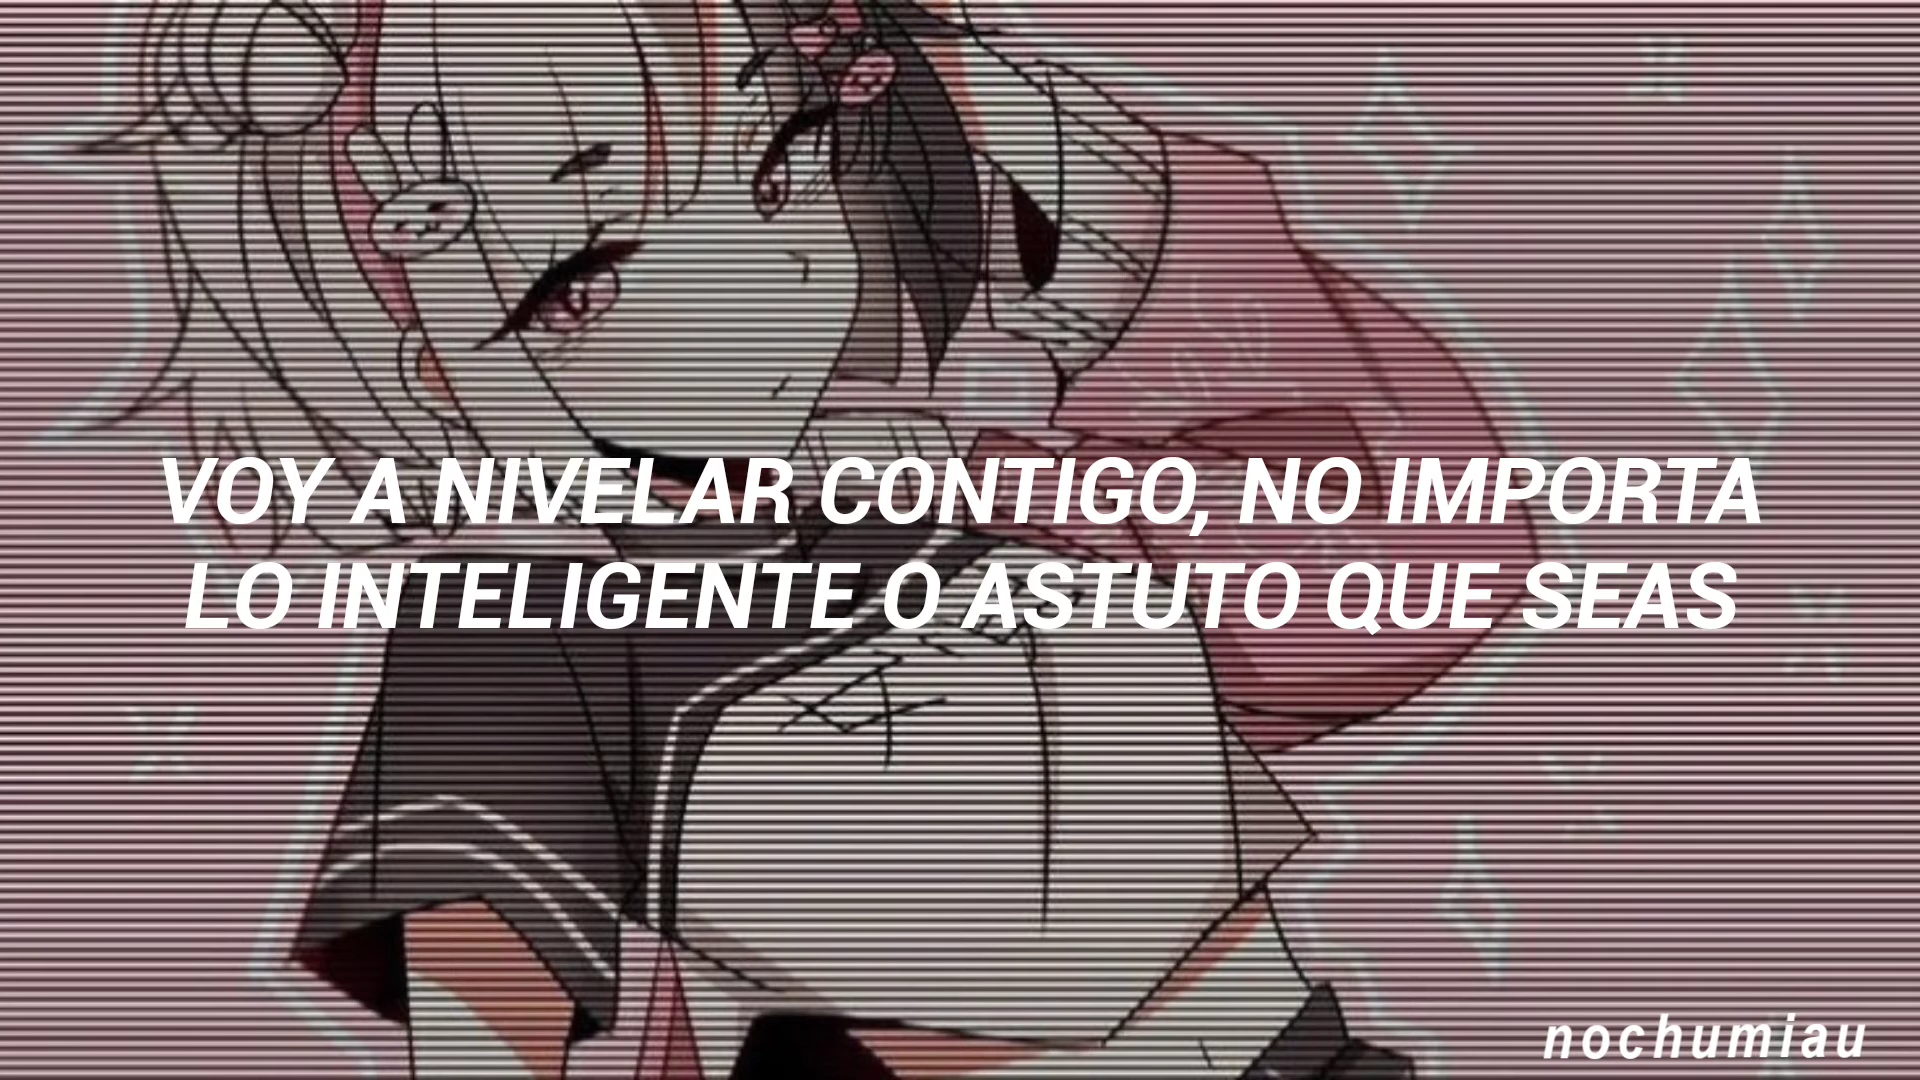 VOY A NIVELAR CONTIGO, NO IMPORTA
LO INTELIGENTE O ASTUTO QUE SEAS
nochumiau